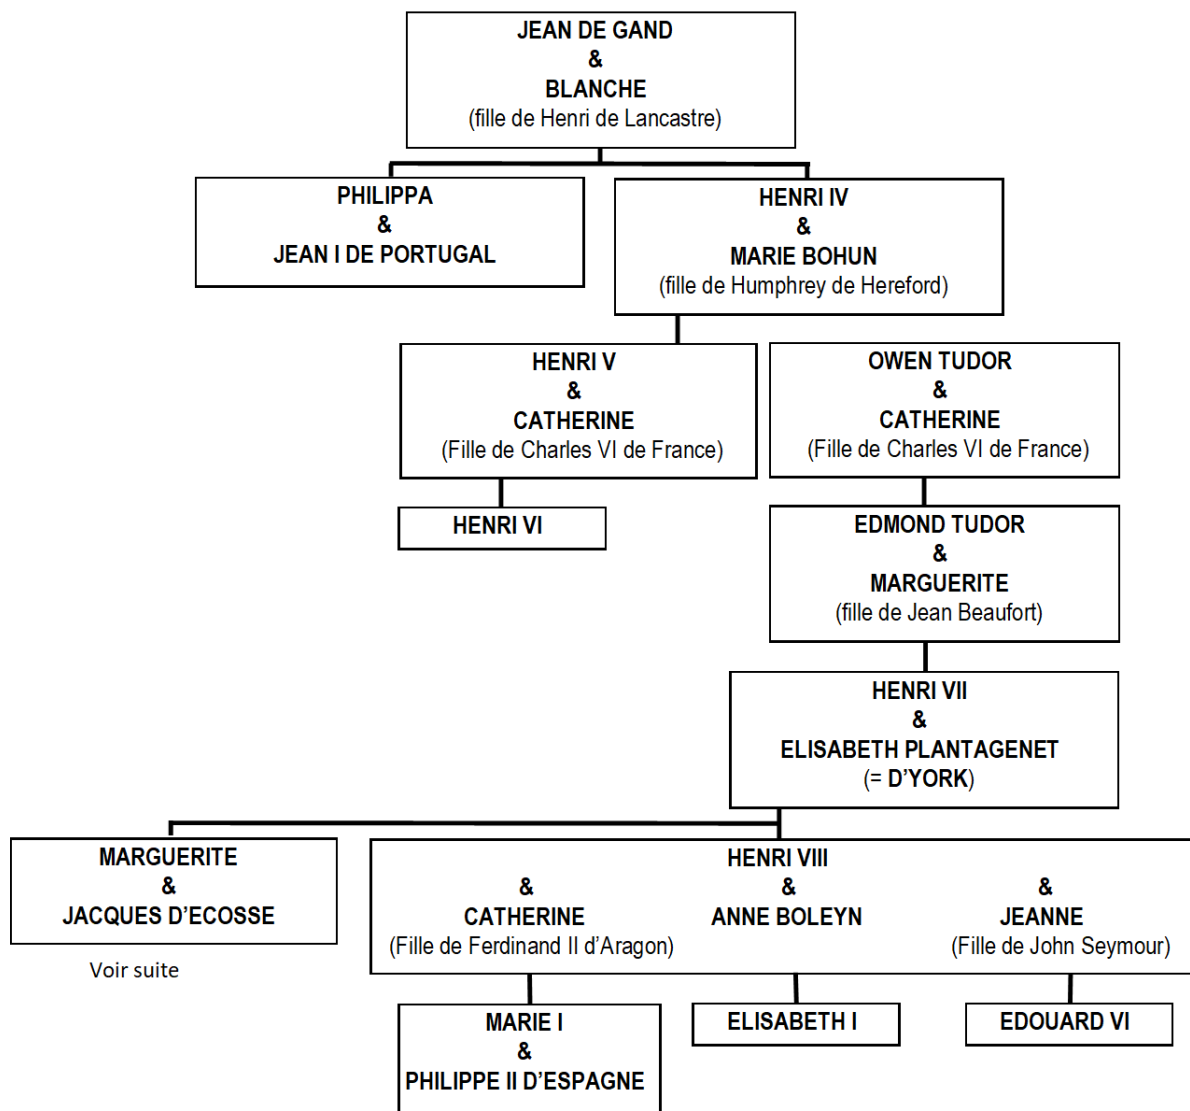 JEAN DE GAND
&
BLANCHE
(fille de Henri de Lancastre)
PHILIPPA
&
JEAN I DE PORTUGAL
HENRI IV
&
MARIE BOHUN
(fille de Humphrey de Hereford)
HENRI V
&
CATHERINE
(Fille de Charles VI de France)
OWEN TUDOR
&
CATHERINE
(Fille de Charles VI de France)
HENRI VI
EDMOND TUDOR
&
MARGUERITE
(fille de Jean Beaufort)
HENRI VII
&
ELISABETH PLANTAGENET
(= D’YORK)
MARGUERITE
&
JACQUES D’ECOSSE
Voir suite
HENRI VIII
& & &
CATHERINE ANNE BOLEYN JEANNE
(Fille de Ferdinand II d’Aragon) (Fille de John Seymour)
MARIE I
&
PHILIPPE II D’ESPAGNE
ELISABETH I
EDOUARD VI